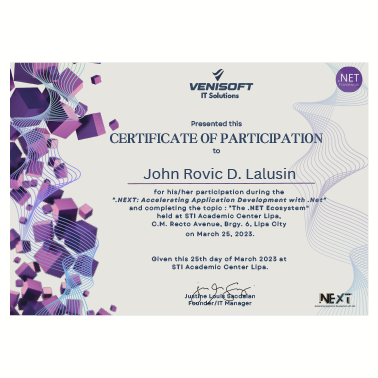 VENISOFT
IT Solutions
.NET
Presented this
CERTIFICATE OF PARTICIPATION
to
John Rovic D. Lalusin
for his/her participation during the
".NEXT: Accelerating Application Development with .Net"
and completing the topic : "The .NET Ecosystem"
held at STI Academic Center Lipa,
C.M. Recto Avenue, Brgy. 6, Lipa City
on March 25, 2023.
Given this 25th day of March 2023 at
STI Academic Center Lipa.
Justine Louis
Founder/IT Manager
.NEXT